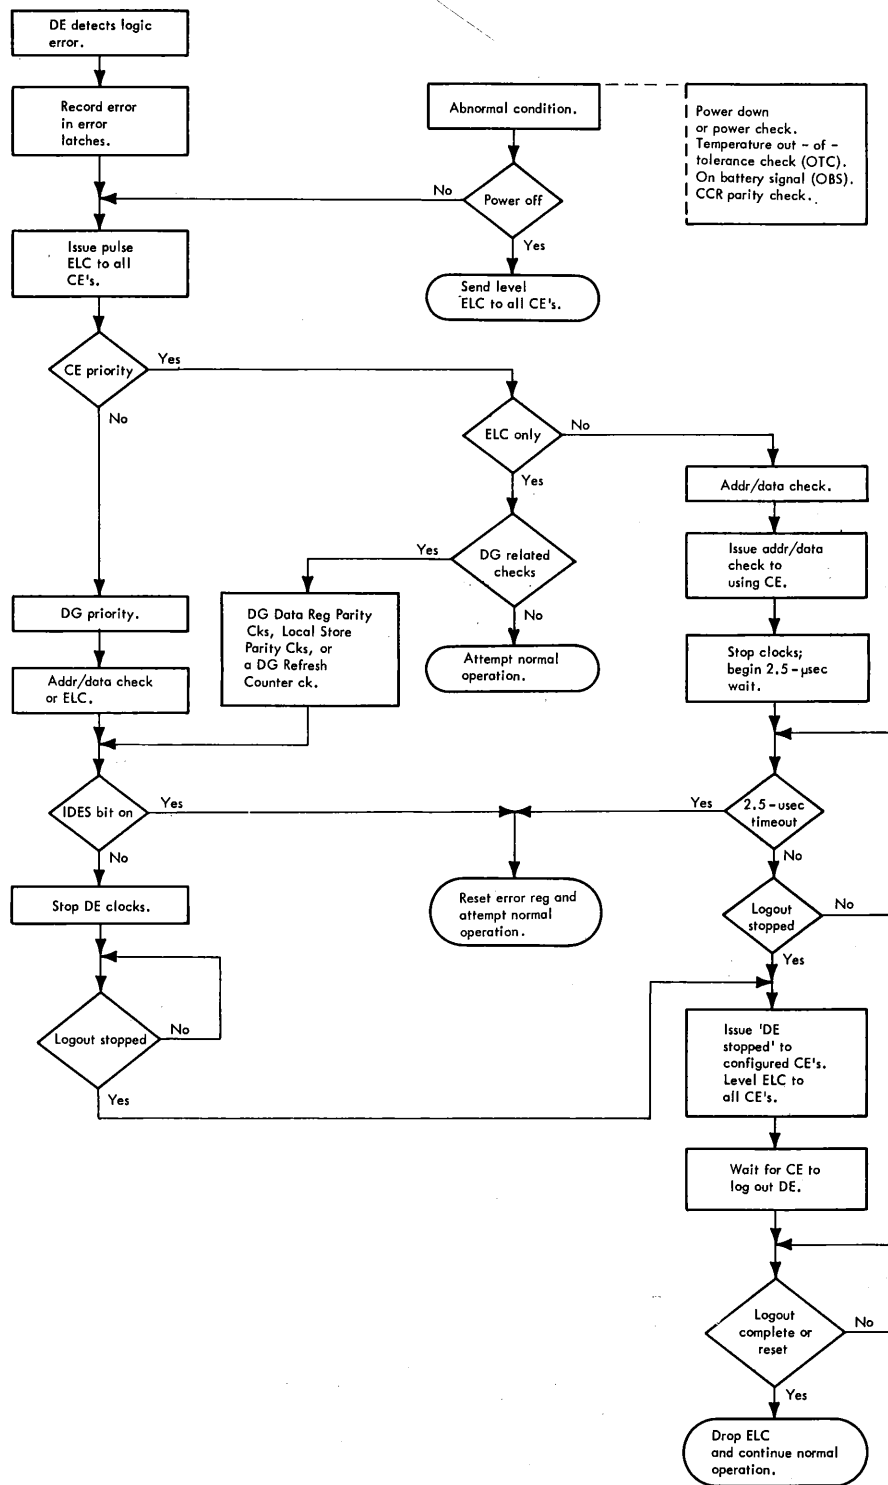 DE detects logic
error.
Record error
in error
latches.
Abnormal condition.
Power down
or power check.
Temperature out - of -
tolerance check (OTC).
On battery signal (OBS).
CCR parity check.
No
Power off
Yes
Issue pulse
ELC to all
CE's.
Send level
ELC to all CE's.
CE priority
Yes
No
ELC only
No
Yes
Addr/data check.
Yes
DG related
checks
No
Issue addr/data
check to
using CE.
DG priority.
DG Data Reg Parity
Cks, Local Store
Parity Cks, or
a DG Refresh
Counter ck.
Attempt normal
operation.
Stop clocks;
begin 2.5-μsec
wait.
Addr/data check
or ELC.
IDES bit on
Yes
No
Yes
2.5-usec
timeout
No
Stop DE clocks.
Reset error reg and
attempt normal
operation.
Logout
stopped
No
Yes
Logout stopped
No
Yes
Issue 'DE
stopped' to
configured CE's.
Level ELC to
all CE's.
Wait for CE to
log out DE.
Logout
complete or
reset
No
Yes
Drop ELC
and continue normal
operation.